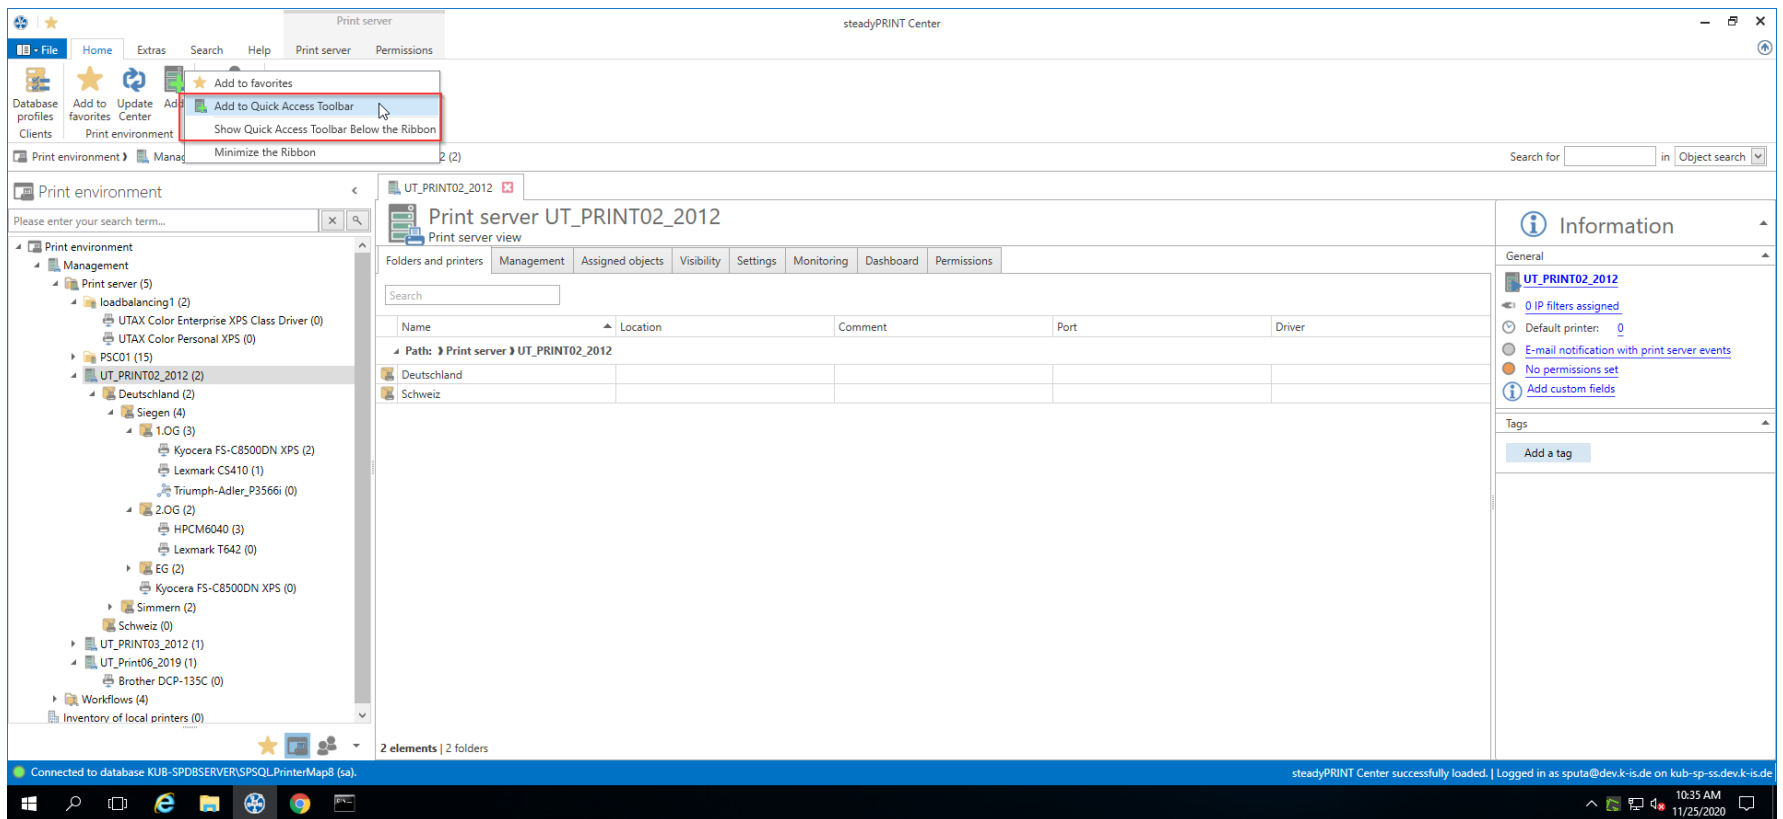 Print server
steadyPRINT Center
File Home Extras Search Help Print server Permissions
Database profiles
Add to favorites
Update Center
Add
Clients
Print environment
Add to favorites
Add to Quick Access Toolbar
Show Quick Access Toolbar Below the Ribbon
Minimize the Ribbon
Print environment Manag 2 (2)
Search for in Object search
Print environment
Please enter your search term...
Print environment
Management
Print server (5)
loadbalancing1 (2)
UTAX Color Enterprise XPS Class Driver (0)
UTAX Color Personal XPS (0)
PSC01 (15)
UT_PRINT02_2012 (2)
Deutschland (2)
Siegen (4)
1.OG (3)
Kyocera FS-C8500DN XPS (2)
Lexmark CS410 (1)
Triumph-Adler_P3566i (0)
2.OG (2)
HPCM6040 (3)
Lexmark T642 (0)
EG (2)
Kyocera FS-C8500DN XPS (0)
Simmern (2)
Schweiz (0)
UT_PRINT03_2012 (1)
UT_Print06_2019 (1)
Brother DCP-135C (0)
Workflows (4)
Inventory of local printers (0)
UT_PRINT02_2012
Print server UT_PRINT02_2012
Print server view
Folders and printers Management Assigned objects Visibility Settings Monitoring Dashboard Permissions
Search
Name Location Comment Port Driver
Path: Print server UT_PRINT02_2012
Deutschland
Schweiz
2 elements | 2 folders
Information
General
UT_PRINT02_2012
0 IP filters assigned
Default printer: 0
E-mail notification with print server events
No permissions set
Add custom fields
Tags
Add a tag
Connected to database KUB-SPDBSERVER\SPSQL.PrinterMap8 (sa).
steadyPRINT Center successfully loaded. | Logged in as sputa@dev.k-is.de on kub-sp-ss.dev.k-is.de
10:35 AM
11/25/2020